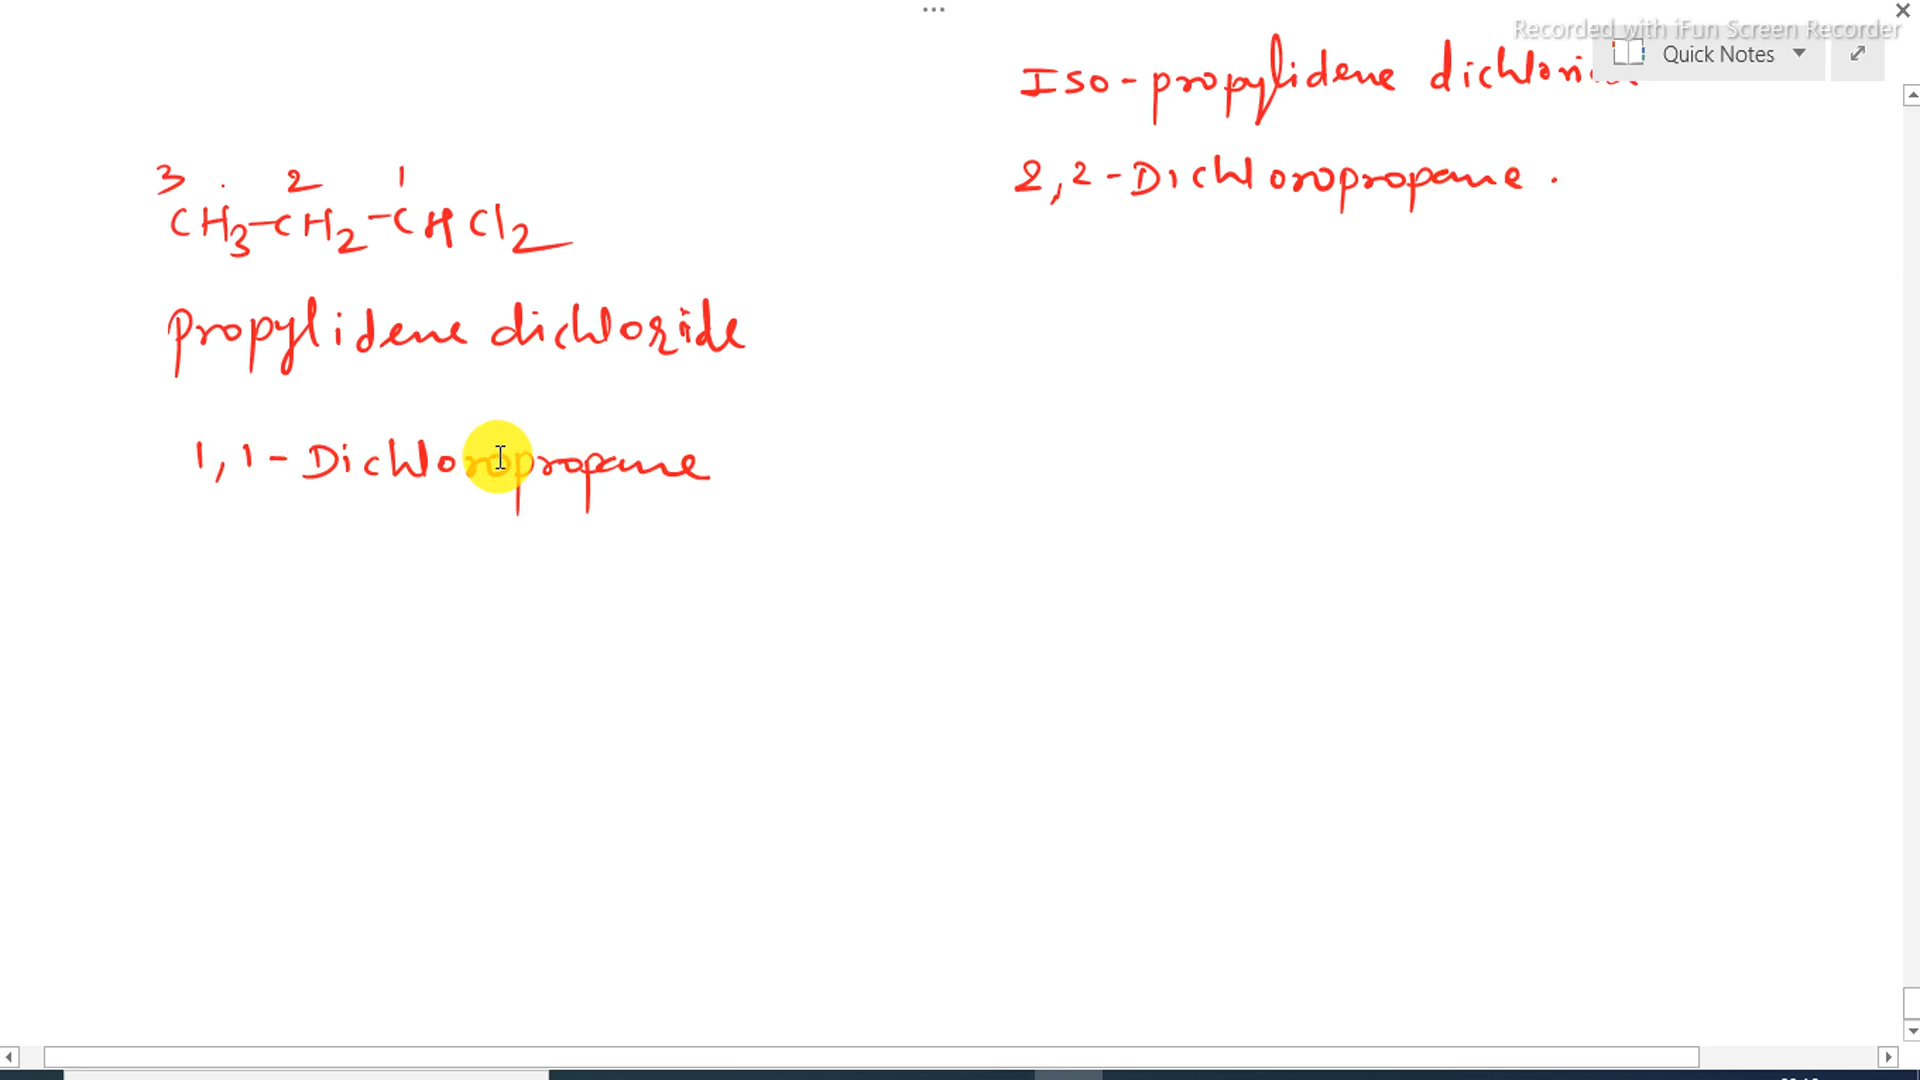 Recorded with iFun Screen Recorder
Quick Notes
Iso-propylidene
2,2-Dichloropropane.
3 2 1
CH3-CH2-CHCl2
propylidene dichloride
1,1-Dichloropropane